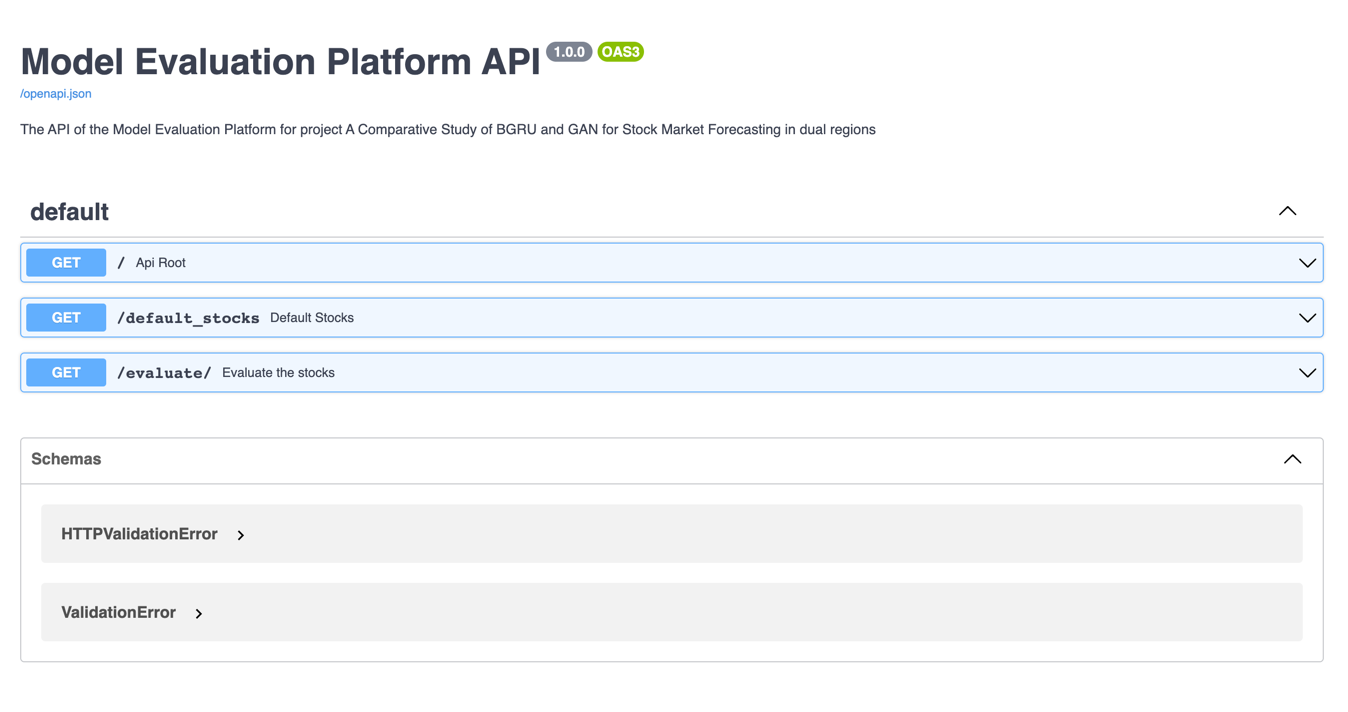 Model Evaluation Platform API 1.0.0 OAS3
/openapi.json
The API of the Model Evaluation Platform for project A Comparative Study of BGRU and GAN for Stock Market Forecasting in dual regions
default
GET / Api Root
GET /default_stocks Default Stocks
GET /evaluate/ Evaluate the stocks
Schemas
HTTPValidationError
ValidationError